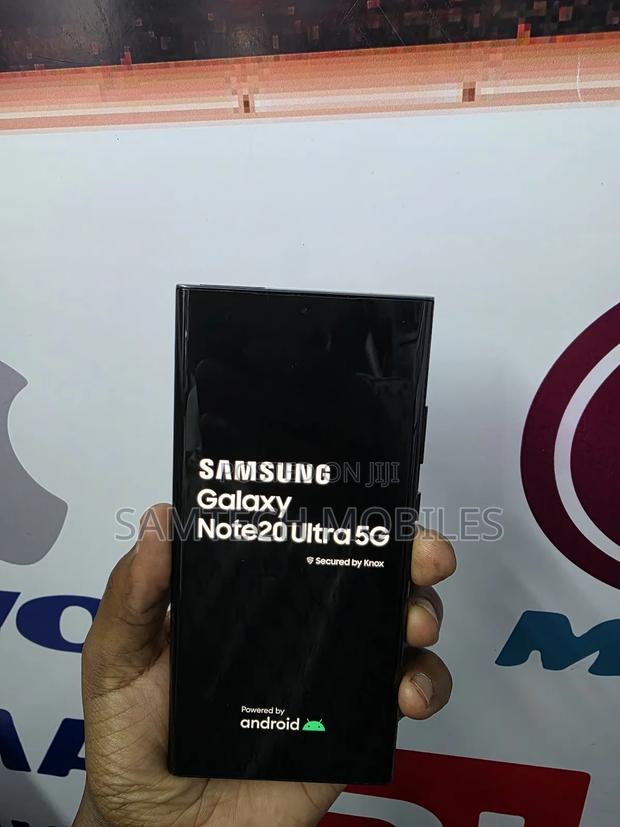 SAMSUNG
Galaxy
Note20 Ultra 5G
Secured by Knox
Powered by
android
ON JIJI
SAMTECH MOBILES